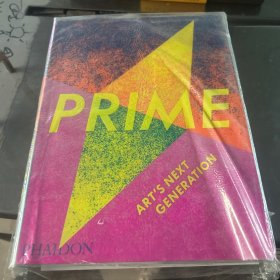 PRIME
ART'S NEXT
GENERATION
PHAIDON